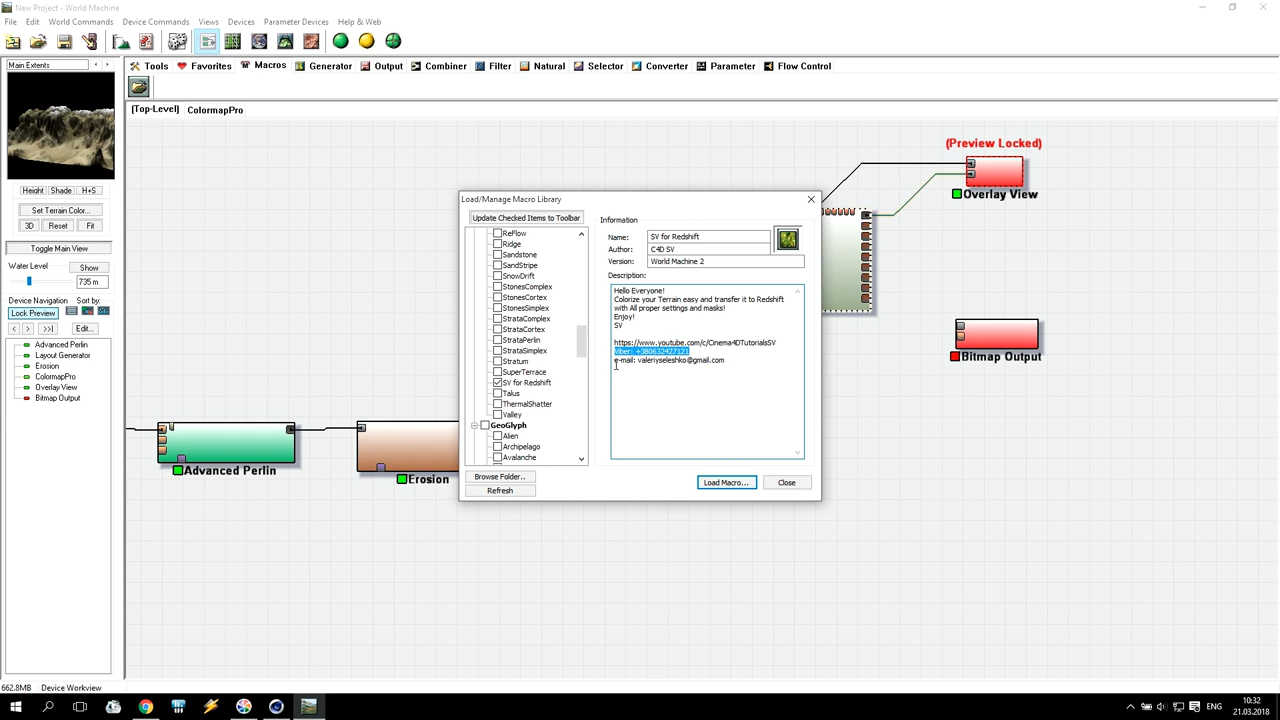 New Project - World Machine
File Edit World Commands Device Commands Views Devices Parameter Devices Help & Web
Main Extents
Tools Favorites Macros Generator Output Combiner Filter Natural Selector Converter Parameter Flow Control
(Top-Level) ColormapPro
Height Shade H+S
Set Terrain Color...
3D Reset Fit
Toggle Main View
Water Level Show
735 m
Device Navigation Sort by:
Lock Preview
< > >>| Edit...
Advanced Perlin
Layout Generator
Erosion
ColormapPro
Overlay View
Bitmap Output
Advanced Perlin
Erosion
(Preview Locked)
Overlay View
Bitmap Output
Load/Manage Macro Library
Update Checked Items to Toolbar
ReFlow
Ridge
Sandstone
SandStripe
SnowDrift
StonesComplex
StonesCortex
StonesSimplex
StrataComplex
StrataCortex
StrataPerlin
StrataSimplex
Stratum
SuperTerrace
SV for Redshift
Talus
ThermalShatter
Valley
GeoGlyph
Alien
Archipelago
Avalanche
Browse Folder..
Refresh
Information
Name: SV for Redshift
Author: C4D SV
Version: World Machine 2
Description:
Hello Everyone!
Colorize your Terrain easy and transfer it to Redshift
with All proper settings and masks!
Enjoy!
SV
https://www.youtube.com/c/Cinema4DTutorialsSV
Viber: +380632427121
e-mail: valeriyseleshko@gmail.com
Load Macro... Close
662.8MB Device Workview
ENG
10:32
21.03.2018